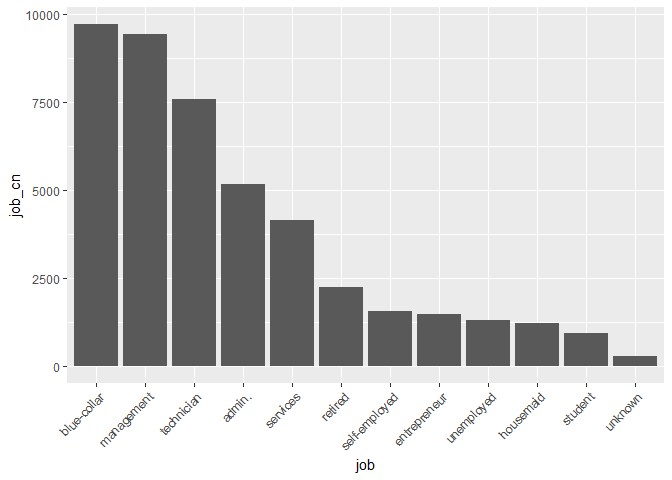 10000
7500
5000
2500
0
job_cn
blue-collar
management
technician
admin.
services
retired
self-employed
entrepreneur
unemployed
housemaid
student
unknown
job